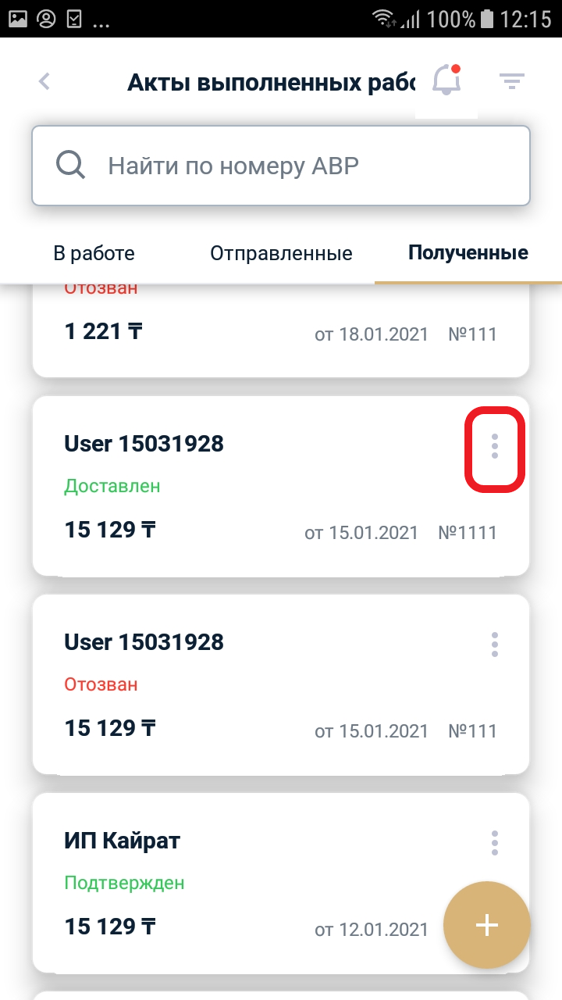 ... 100% 12:15
Акты выполненных рабо
Найти по номеру АВР
В работе Отправленные Полученные
Отозван
1 221 ₸ от 18.01.2021 №111
User 15031928
Доставлен
15 129 ₸ от 15.01.2021 №1111
User 15031928
Отозван
15 129 ₸ от 15.01.2021 №111
ИП Кайрат
Подтвержден
15 129 ₸ от 12.01.2021
+